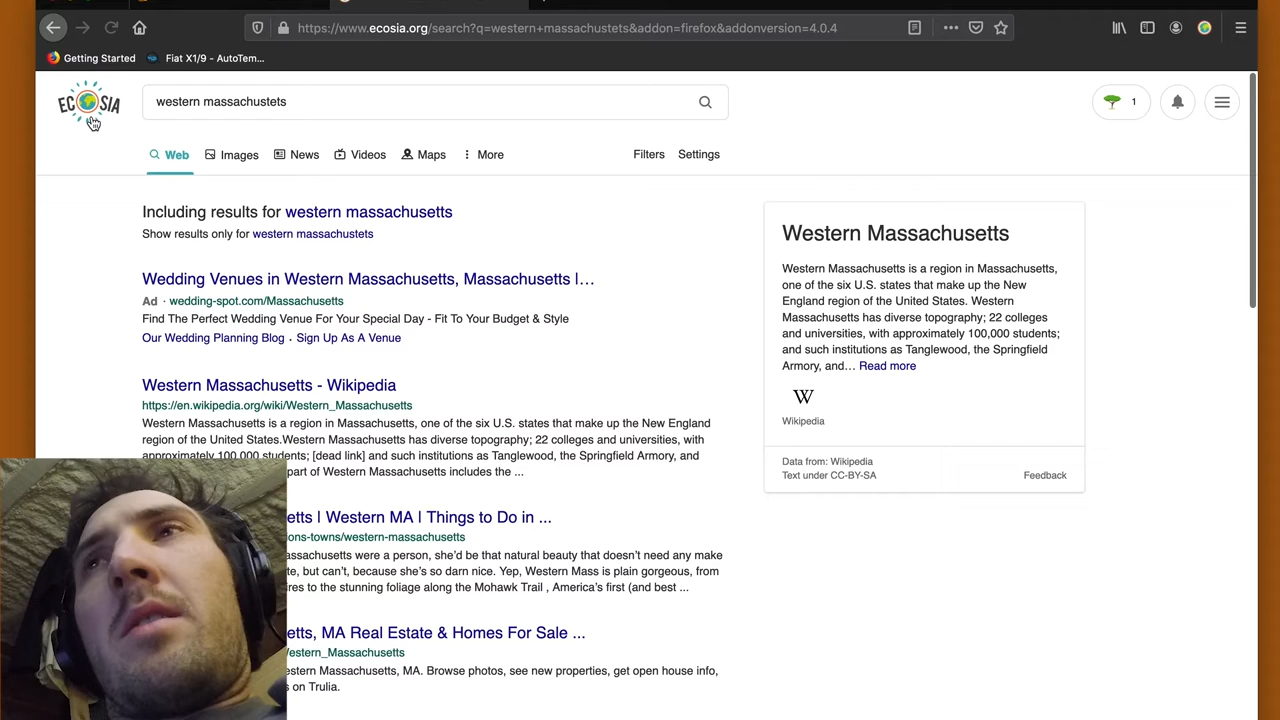 https://www.ecosia.org/search?q=western+massachustets&addon=firefox&addonversion=4.0.4
Getting Started
Fiat X1/9 - AutoTem...
ECOSIA
western massachustets
1
Web
Images
News
Videos
Maps
More
Filters
Settings
Including results for western massachusetts
Show results only for western massachustets
Wedding Venues in Western Massachusetts, Massachusetts |...
Ad · wedding-spot.com/Massachusetts
Find The Perfect Wedding Venue For Your Special Day - Fit To Your Budget & Style
Our Wedding Planning Blog · Sign Up As A Venue
Western Massachusetts - Wikipedia
https://en.wikipedia.org/wiki/Western_Massachusetts
Western Massachusetts is a region in Massachusetts, one of the six U.S. states that make up the New England
region of the United States.Western Massachusetts has diverse topography; 22 colleges and universities, with
approximately 100,000 students; [dead link] and such institutions as Tanglewood, the Springfield Armory, and
part of Western Massachusetts includes the ...
etts | Western MA | Things to Do in ...
ons-towns/western-massachusetts
assachusetts were a person, she'd be that natural beauty that doesn't need any make
te, but can't, because she's so darn nice. Yep, Western Mass is plain gorgeous, from
ires to the stunning foliage along the Mohawk Trail , America's first (and best ...
etts, MA Real Estate & Homes For Sale ...
/estern_Massachusetts
estern Massachusetts, MA. Browse photos, see new properties, get open house info,
s on Trulia.
Western Massachusetts
Western Massachusetts is a region in Massachusetts,
one of the six U.S. states that make up the New
England region of the United States. Western
Massachusetts has diverse topography; 22 colleges
and universities, with approximately 100,000 students;
and such institutions as Tanglewood, the Springfield
Armory, and… Read more
W
Wikipedia
Data from: Wikipedia
Text under CC-BY-SA
Feedback